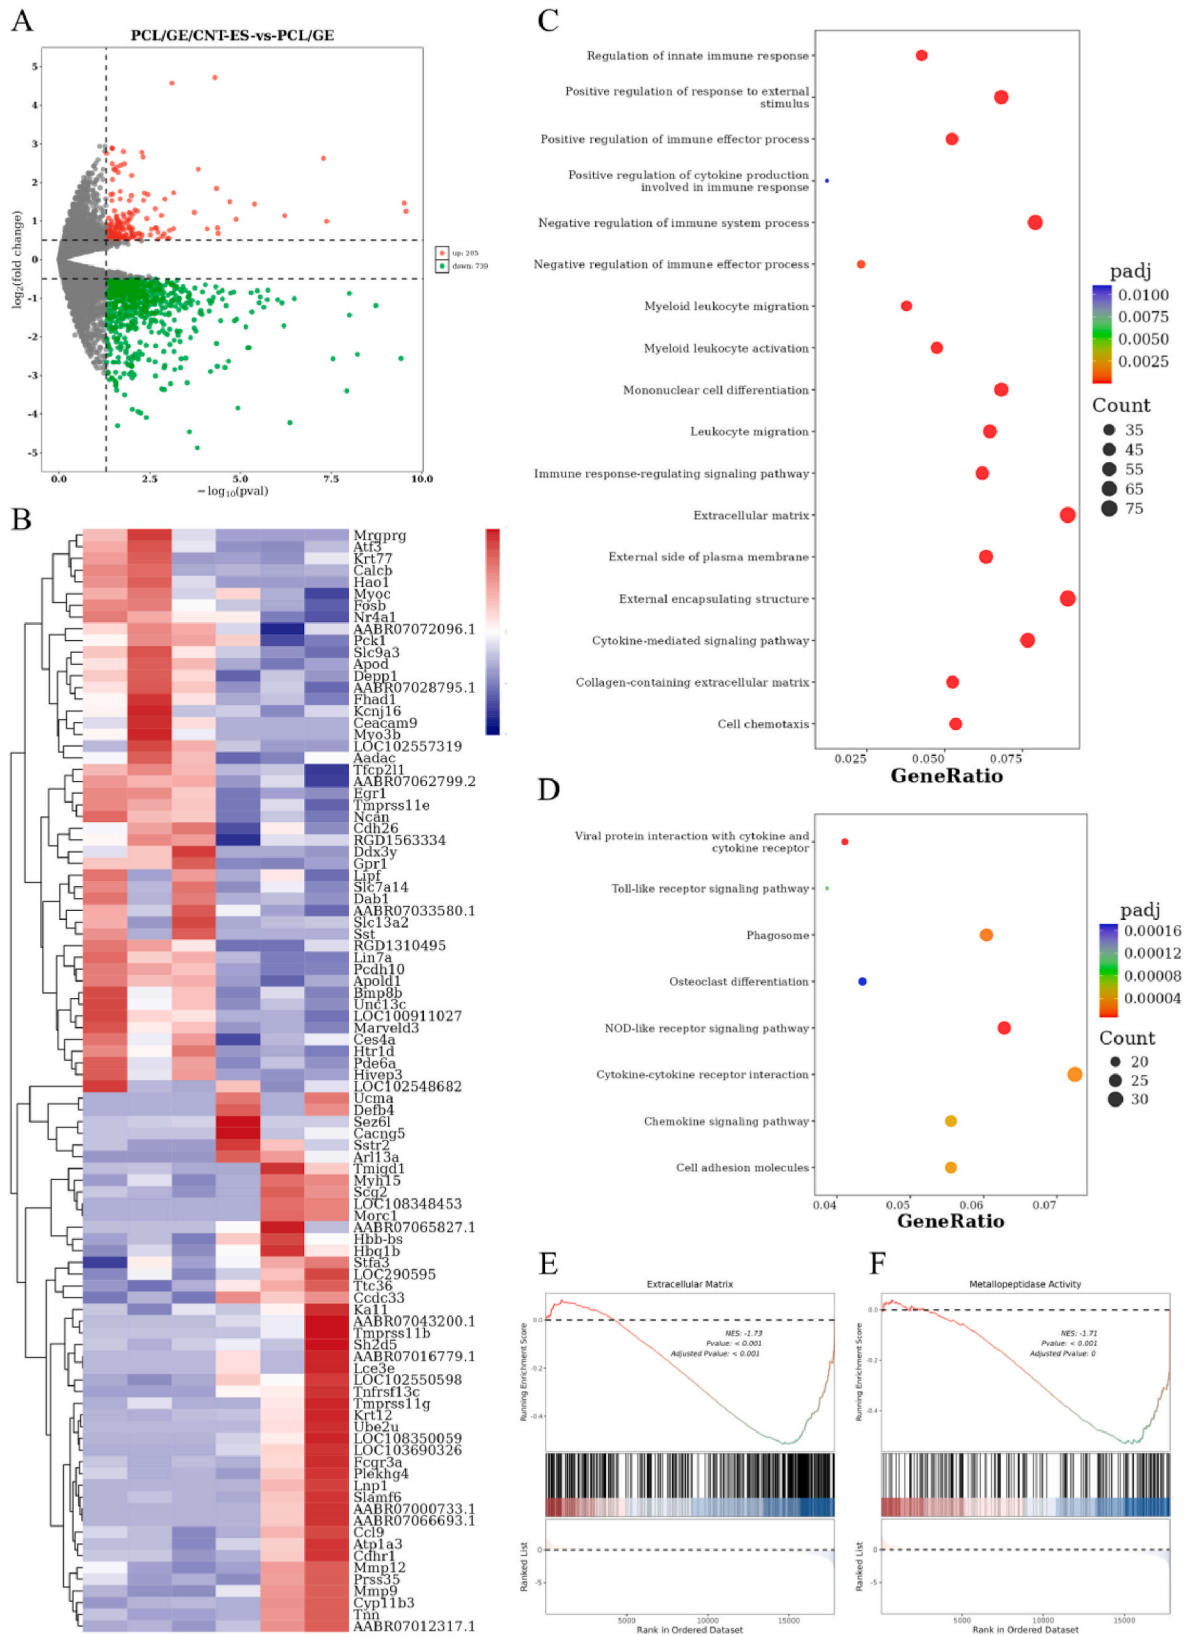 A
PCL/GE/CNT-ES-vs-PCL/GE
5
4
3
2
1
0
-1
-2
-3
-4
-5
log2(fold change)
0.0
2.5
5.0
7.5
10.0
−log10(pval)
up: 205
down: 739
B
Mrgprg
Atf3
Krt77
Calcb
Hao1
Myoc
Fosb
Nr4a1
AABR07072096.1
Pck1
Slc9a3
Apod
Depp1
AABR07028795.1
Fhad1
Kcnj16
Ceacam9
Myo3b
LOC102557319
Aadac
Tfcp2l1
AABR07062799.2
Egr1
Tmprss11e
Ncan
Cdh26
RGD1563334
Ddx3y
Gpr1
Lipf
Slc7a14
Dab1
AABR07033580.1
Slc13a2
Sst
RGD1310495
Lin7a
Pcdh10
Apold1
Bmp8b
Unc13c
LOC100911027
Marveld3
Ces4a
Htr1d
Pde6a
Hivep3
LOC102548682
Ucma
Defb4
Sez6l
Cacng5
Sstr2
Arl13a
Tmigd1
Myh15
Scg2
LOC108348453
Morc1
AABR07065827.1
Hbb-bs
Hbq1b
Stfa3
LOC290595
Ttc36
Ccdc33
Ka11
AABR07043200.1
Tmprss11b
Sh2d5
AABR07016779.1
Lce3e
LOC102550598
Tnfrsf13c
Tmprss11g
Krt12
Ube2u
LOC108350059
LOC103690326
Fcgr3a
Plekhg4
Lnp1
Slamf6
AABR07000733.1
AABR07066693.1
Ccl9
Atp1a3
Cdhr1
Mmp12
Prss35
Mmp9
Cyp11b3
Tnn
AABR07012317.1
C
Regulation of innate immune response
Positive regulation of response to external
stimulus
Positive regulation of immune effector process
Positive regulation of cytokine production
involved in immune response
Negative regulation of immune system process
Negative regulation of immune effector process
Myeloid leukocyte migration
Myeloid leukocyte activation
Mononuclear cell differentiation
Leukocyte migration
Immune response-regulating signaling pathway
Extracellular matrix
External side of plasma membrane
External encapsulating structure
Cytokine-mediated signaling pathway
Collagen-containing extracellular matrix
Cell chemotaxis
0.025
0.050
0.075
GeneRatio
padj
0.0100
0.0075
0.0050
0.0025
Count
35
45
55
65
75
D
Viral protein interaction with cytokine and
cytokine receptor
Toll-like receptor signaling pathway
Phagosome
Osteoclast differentiation
NOD-like receptor signaling pathway
Cytokine-cytokine receptor interaction
Chemokine signaling pathway
Cell adhesion molecules
0.04
0.05
0.06
0.07
GeneRatio
padj
0.00016
0.00012
0.00008
0.00004
Count
20
25
30
E
Extracellular Matrix
Running Enrichment Score
0.0
-0.2
-0.4
NES: -1.73
Pvalue: < 0.001
Adjusted Pvalue: < 0.001
Ranked List
0
-5
5000
10000
15000
Rank in Ordered Dataset
F
Metallopeptidase Activity
Running Enrichment Score
0.0
-0.2
-0.4
NES: -1.71
Pvalue: < 0.001
Adjusted Pvalue: 0
Ranked List
0
-5
5000
10000
15000
Rank in Ordered Dataset